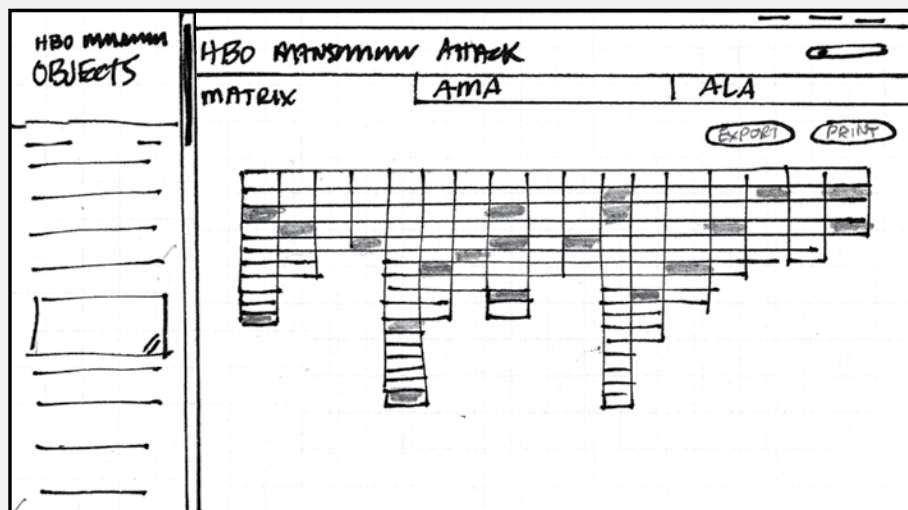 HBO
OBJECTS
HBO ATTACK
MATRIX
AMA
ALA
EXPORT
PRINT